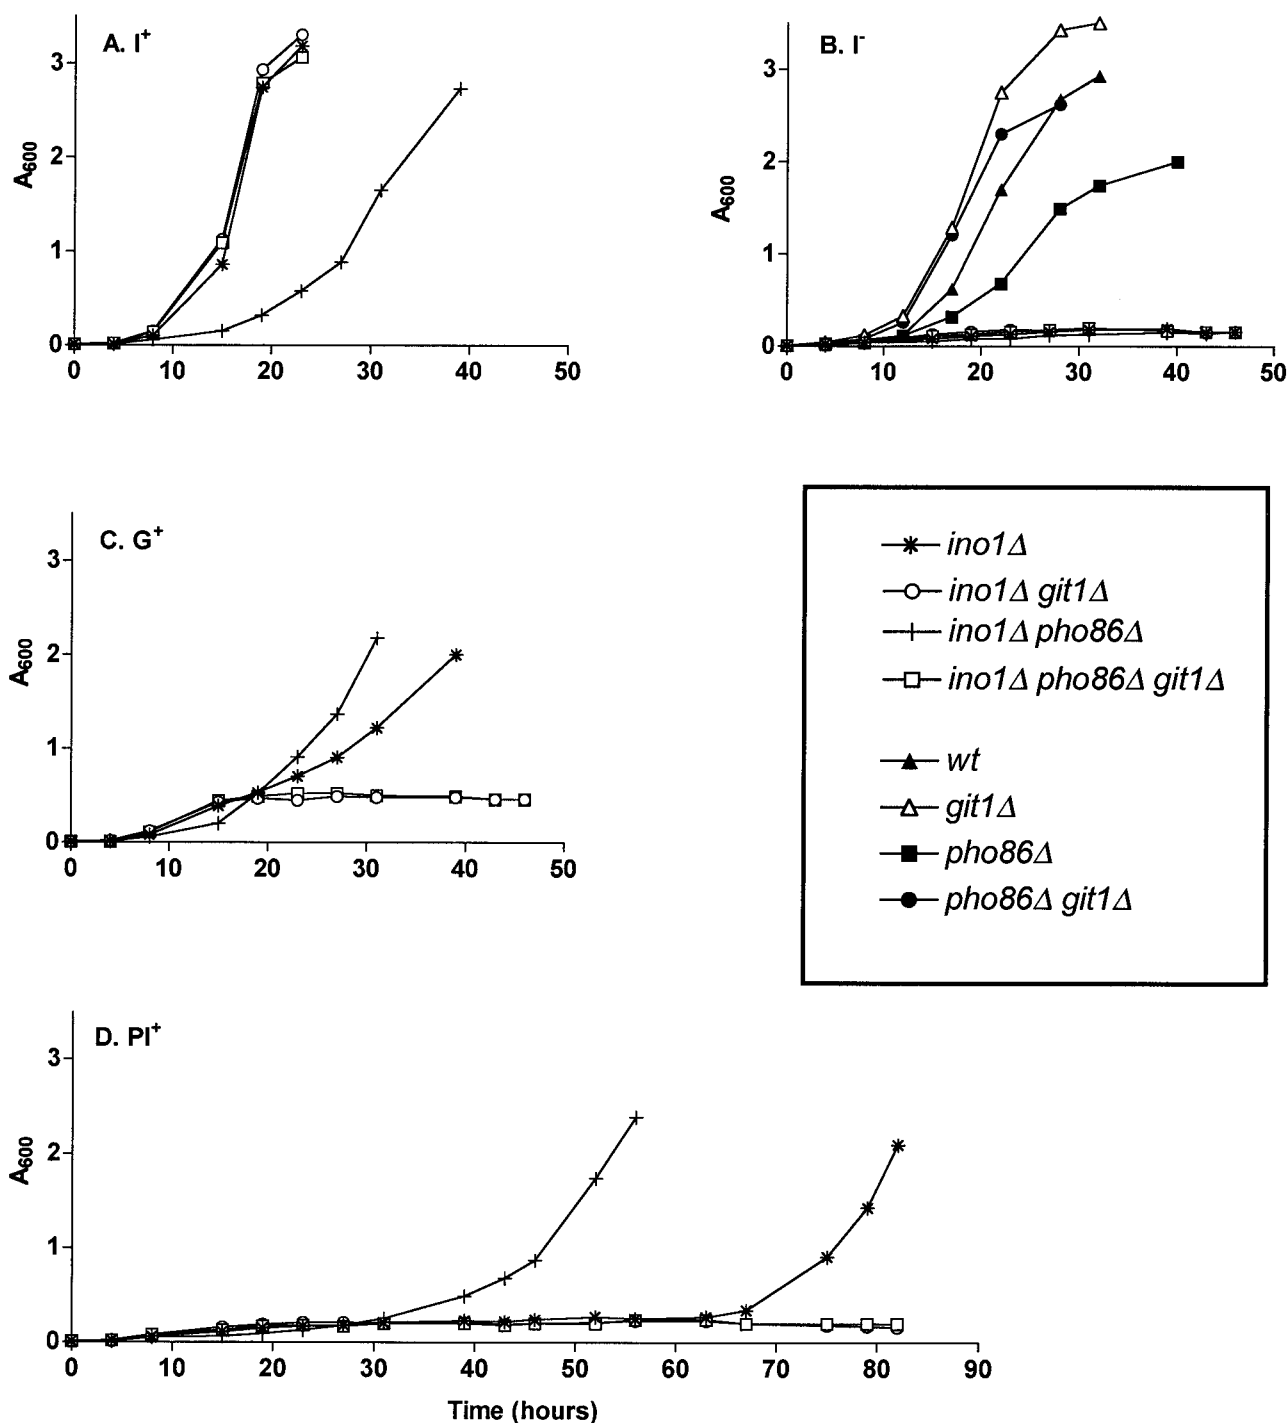 A. I⁺
A₆₀₀
3
2
1
0
0 10 20 30 40 50
B. I⁻
A₆₀₀
3
2
1
0
0 10 20 30 40 50
C. G⁺
A₆₀₀
3
2
1
0
0 10 20 30 40 50
ino1Δ
ino1Δ git1Δ
ino1Δ pho86Δ
ino1Δ pho86Δ git1Δ
wt
git1Δ
pho86Δ
pho86Δ git1Δ
D. PI⁺
A₆₀₀
3
2
1
0
0 10 20 30 40 50 60 70 80 90
Time (hours)